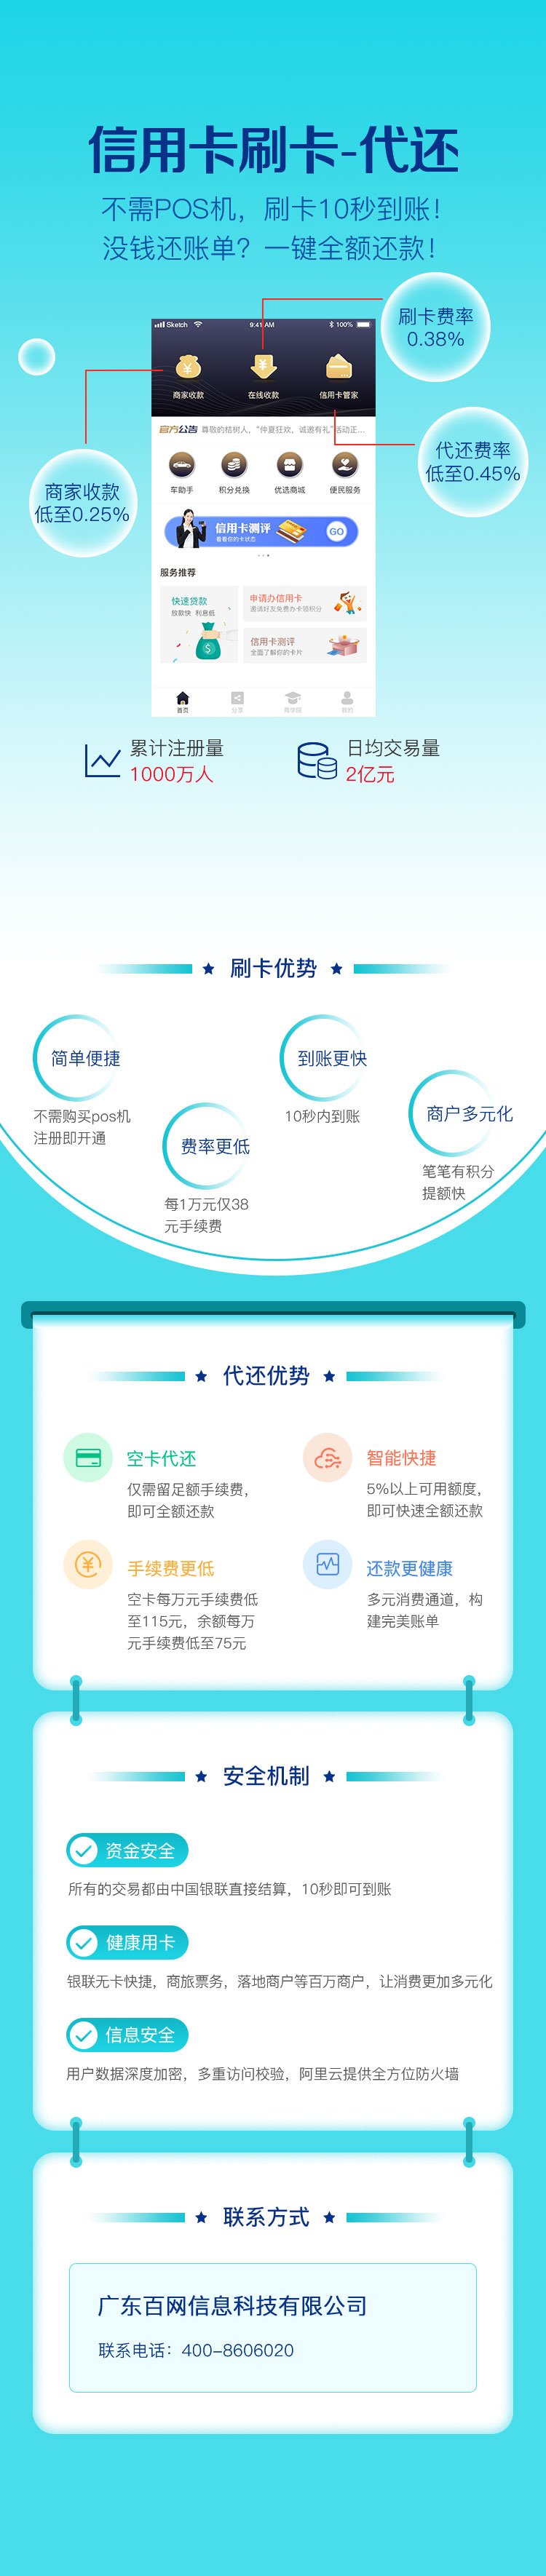 信用卡刷卡-代还
不需POS机，刷卡10秒到账！
没钱还账单？一键全额还款！
刷卡费率
0.38%
Sketch
9:41 AM
100%
商家收款
在线收款
信用卡管家
代还费率
低至0.45%
官方公告 尊敬的桔树人，“仲夏狂欢，诚邀有礼”活动正...
商家收款
低至0.25%
车助手
积分兑换
优选商城
便民服务
信用卡测评
看看你的卡状态
GO
服务推荐
快速贷款
放款快 利息低
申请办信用卡
邀请好友免费办卡领积分
信用卡测评
全面了解你的卡片
首页
分享
商学院
我的
累计注册量
1000万人
日均交易量
2亿元
刷卡优势
简单便捷
不需购买pos机
注册即开通
到账更快
10秒内到账
费率更低
每1万元仅38
元手续费
商户多元化
笔笔有积分
提额快
代还优势
空卡代还
仅需留足额手续费，
即可全额还款
智能快捷
5%以上可用额度，
即可快速全额还款
手续费更低
空卡每万元手续费低
至115元，余额每万
元手续费低至75元
还款更健康
多元消费通道，构
建完美账单
安全机制
资金安全
所有的交易都由中国银联直接结算，10秒即可到账
健康用卡
银联无卡快捷，商旅票务，落地商户等百万商户，让消费更加多元化
信息安全
用户数据深度加密，多重访问校验，阿里云提供全方位防火墙
联系方式
广东百网信息科技有限公司
联系电话：400-8606020